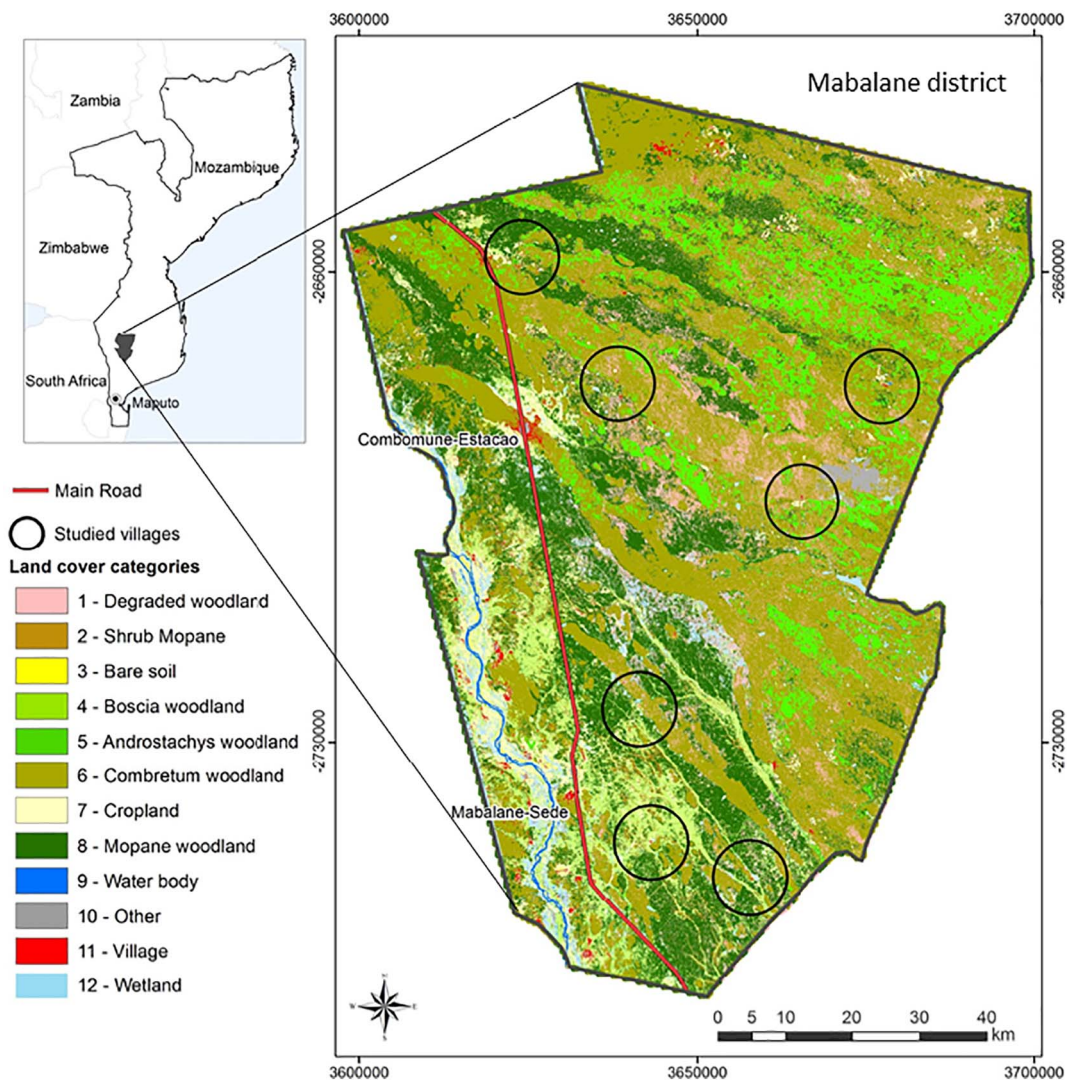 3600000
3650000
3700000
Mabalane district
Zambia
Mozambique
Zimbabwe
South Africa
Maputo
-2660000
-2660000
Combomune-Estacao
Main Road
Studied villages
Land cover categories
1 - Degraded woodland
2 - Shrub Mopane
3 - Bare soil
4 - Boscia woodland
5 - Androstachys woodland
6 - Combretum woodland
7 - Cropland
8 - Mopane woodland
9 - Water body
10 - Other
11 - Village
12 - Wetland
-2730000
-2730000
Mabalane-Sede
N
W
E
S
0 5 10 20 30 40
km
3600000
3650000
3700000